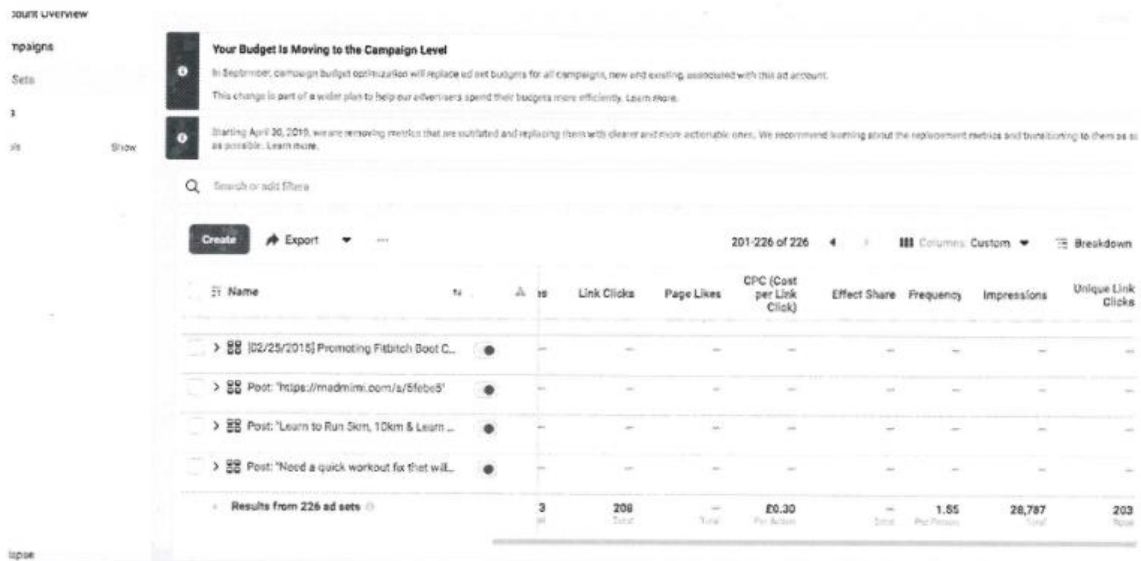 ount Overview
mpaigns
Sets
Show
Your Budget Is Moving to the Campaign Level
In September, campaign budget optimization will replace ad set budgets for all campaigns, new and existing, associated with this ad account.
This change is part of a wider plan to help our advertisers spend their budgets more efficiently. Learn more.
Starting April 30, 2019, we are removing metrics that are outdated and replacing them with clearer and more actionable ones. We recommend learning about the replacement metrics and transitioning to them as
as possible. Learn more.
Search or add filters
Create Export ... 201-226 of 226 Columns: Custom Breakdown
Name Link Clicks Page Likes CPC (Cost per Link Click) Effect Share Frequency Impressions Unique Link Clicks
[02/25/2015] Promoting Fitbitch Boot C... — — — — — — —
Post: "https://madmimi.com/s/5febe5" — — — — — — —
Post: "Learn to Run 5km, 10km & Learn ... — — — — — — —
Post: "Need a quick workout fix that will... — — — — — — —
Results from 226 ad sets 3 208 — £0.30 — 1.55 28,787 203
Total Total Per Action Total Per Person Total
lapse